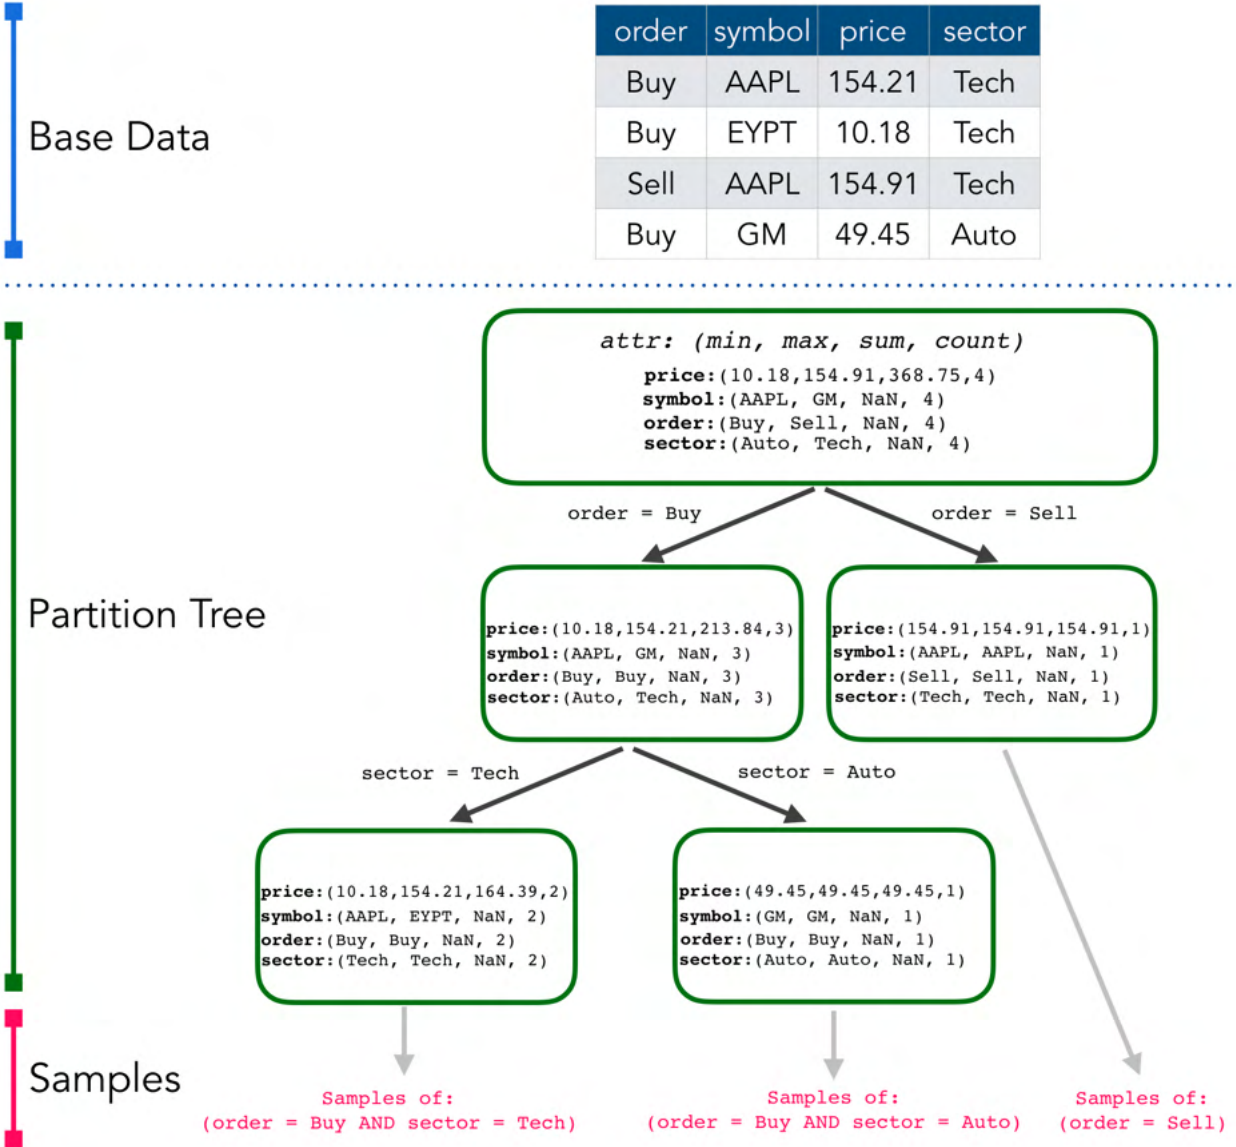 order symbol price sector
Buy AAPL 154.21 Tech
Buy EYPT 10.18 Tech
Sell AAPL 154.91 Tech
Buy GM 49.45 Auto
Base Data
attr: (min, max, sum, count)
price:(10.18,154.91,368.75,4)
symbol:(AAPL, GM, NaN, 4)
order:(Buy, Sell, NaN, 4)
sector:(Auto, Tech, NaN, 4)
order = Buy
order = Sell
Partition Tree
price:(10.18,154.21,213.84,3)
symbol:(AAPL, GM, NaN, 3)
order:(Buy, Buy, NaN, 3)
sector:(Auto, Tech, NaN, 3)
price:(154.91,154.91,154.91,1)
symbol:(AAPL, AAPL, NaN, 1)
order:(Sell, Sell, NaN, 1)
sector:(Tech, Tech, NaN, 1)
sector = Tech
sector = Auto
price:(10.18,154.21,164.39,2)
symbol:(AAPL, EYPT, NaN, 2)
order:(Buy, Buy, NaN, 2)
sector:(Tech, Tech, NaN, 2)
price:(49.45,49.45,49.45,1)
symbol:(GM, GM, NaN, 1)
order:(Buy, Buy, NaN, 1)
sector:(Auto, Auto, NaN, 1)
Samples
Samples of:
(order = Buy AND sector = Tech)
Samples of:
(order = Buy AND sector = Auto)
Samples of:
(order = Sell)